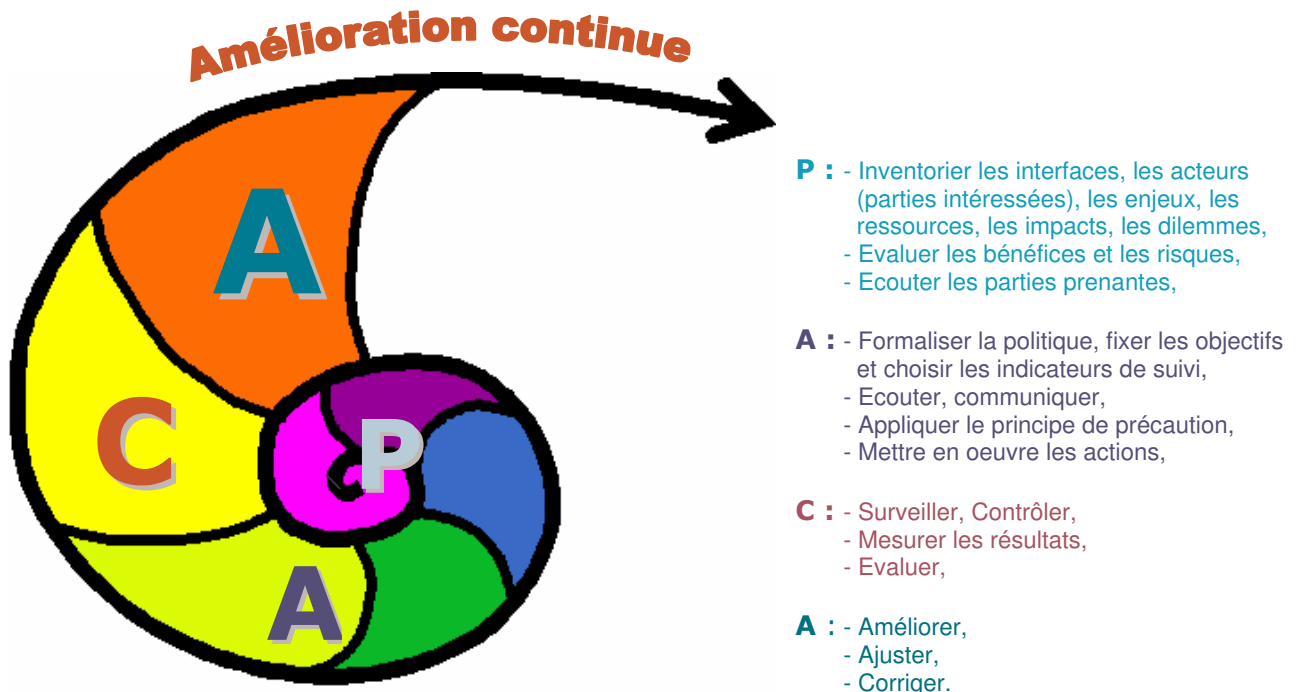 Amélioration continue
A
C
P
A
P : - Inventorier les interfaces, les acteurs
(parties intéressées), les enjeux, les
ressources, les impacts, les dilemmes,
- Evaluer les bénéfices et les risques,
- Ecouter les parties prenantes,
A : - Formaliser la politique, fixer les objectifs
et choisir les indicateurs de suivi,
- Ecouter, communiquer,
- Appliquer le principe de précaution,
- Mettre en oeuvre les actions,
C : - Surveiller, Contrôler,
- Mesurer les résultats,
- Evaluer,
A : - Améliorer,
- Ajuster,
- Corriger.